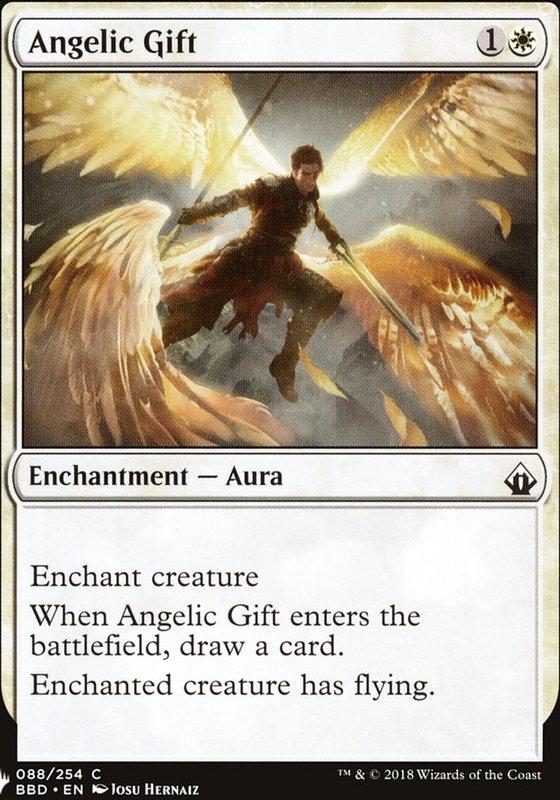 Angelic Gift 1
Enchantment — Aura
Enchant creature
When Angelic Gift enters the
battlefield, draw a card.
Enchanted creature has flying.
088/254 C
BBD • EN Josu Hernaiz
™ & © 2018 Wizards of the Coast